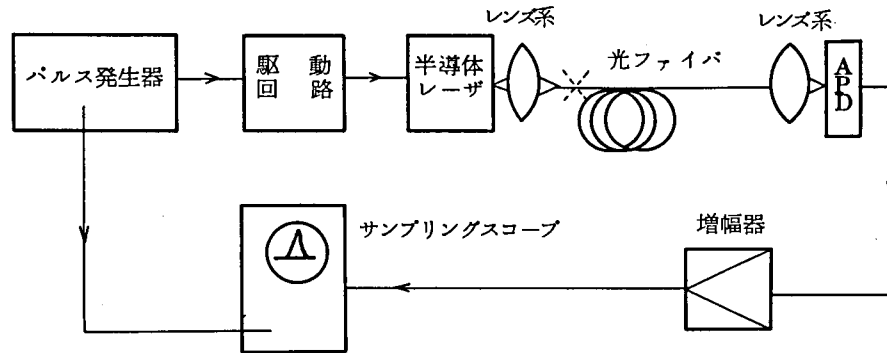 レンズ系
レンズ系
パルス発生器
駆動
回路
半導体
レーザ
光ファイバ
APD
サンプリングスコープ
増幅器